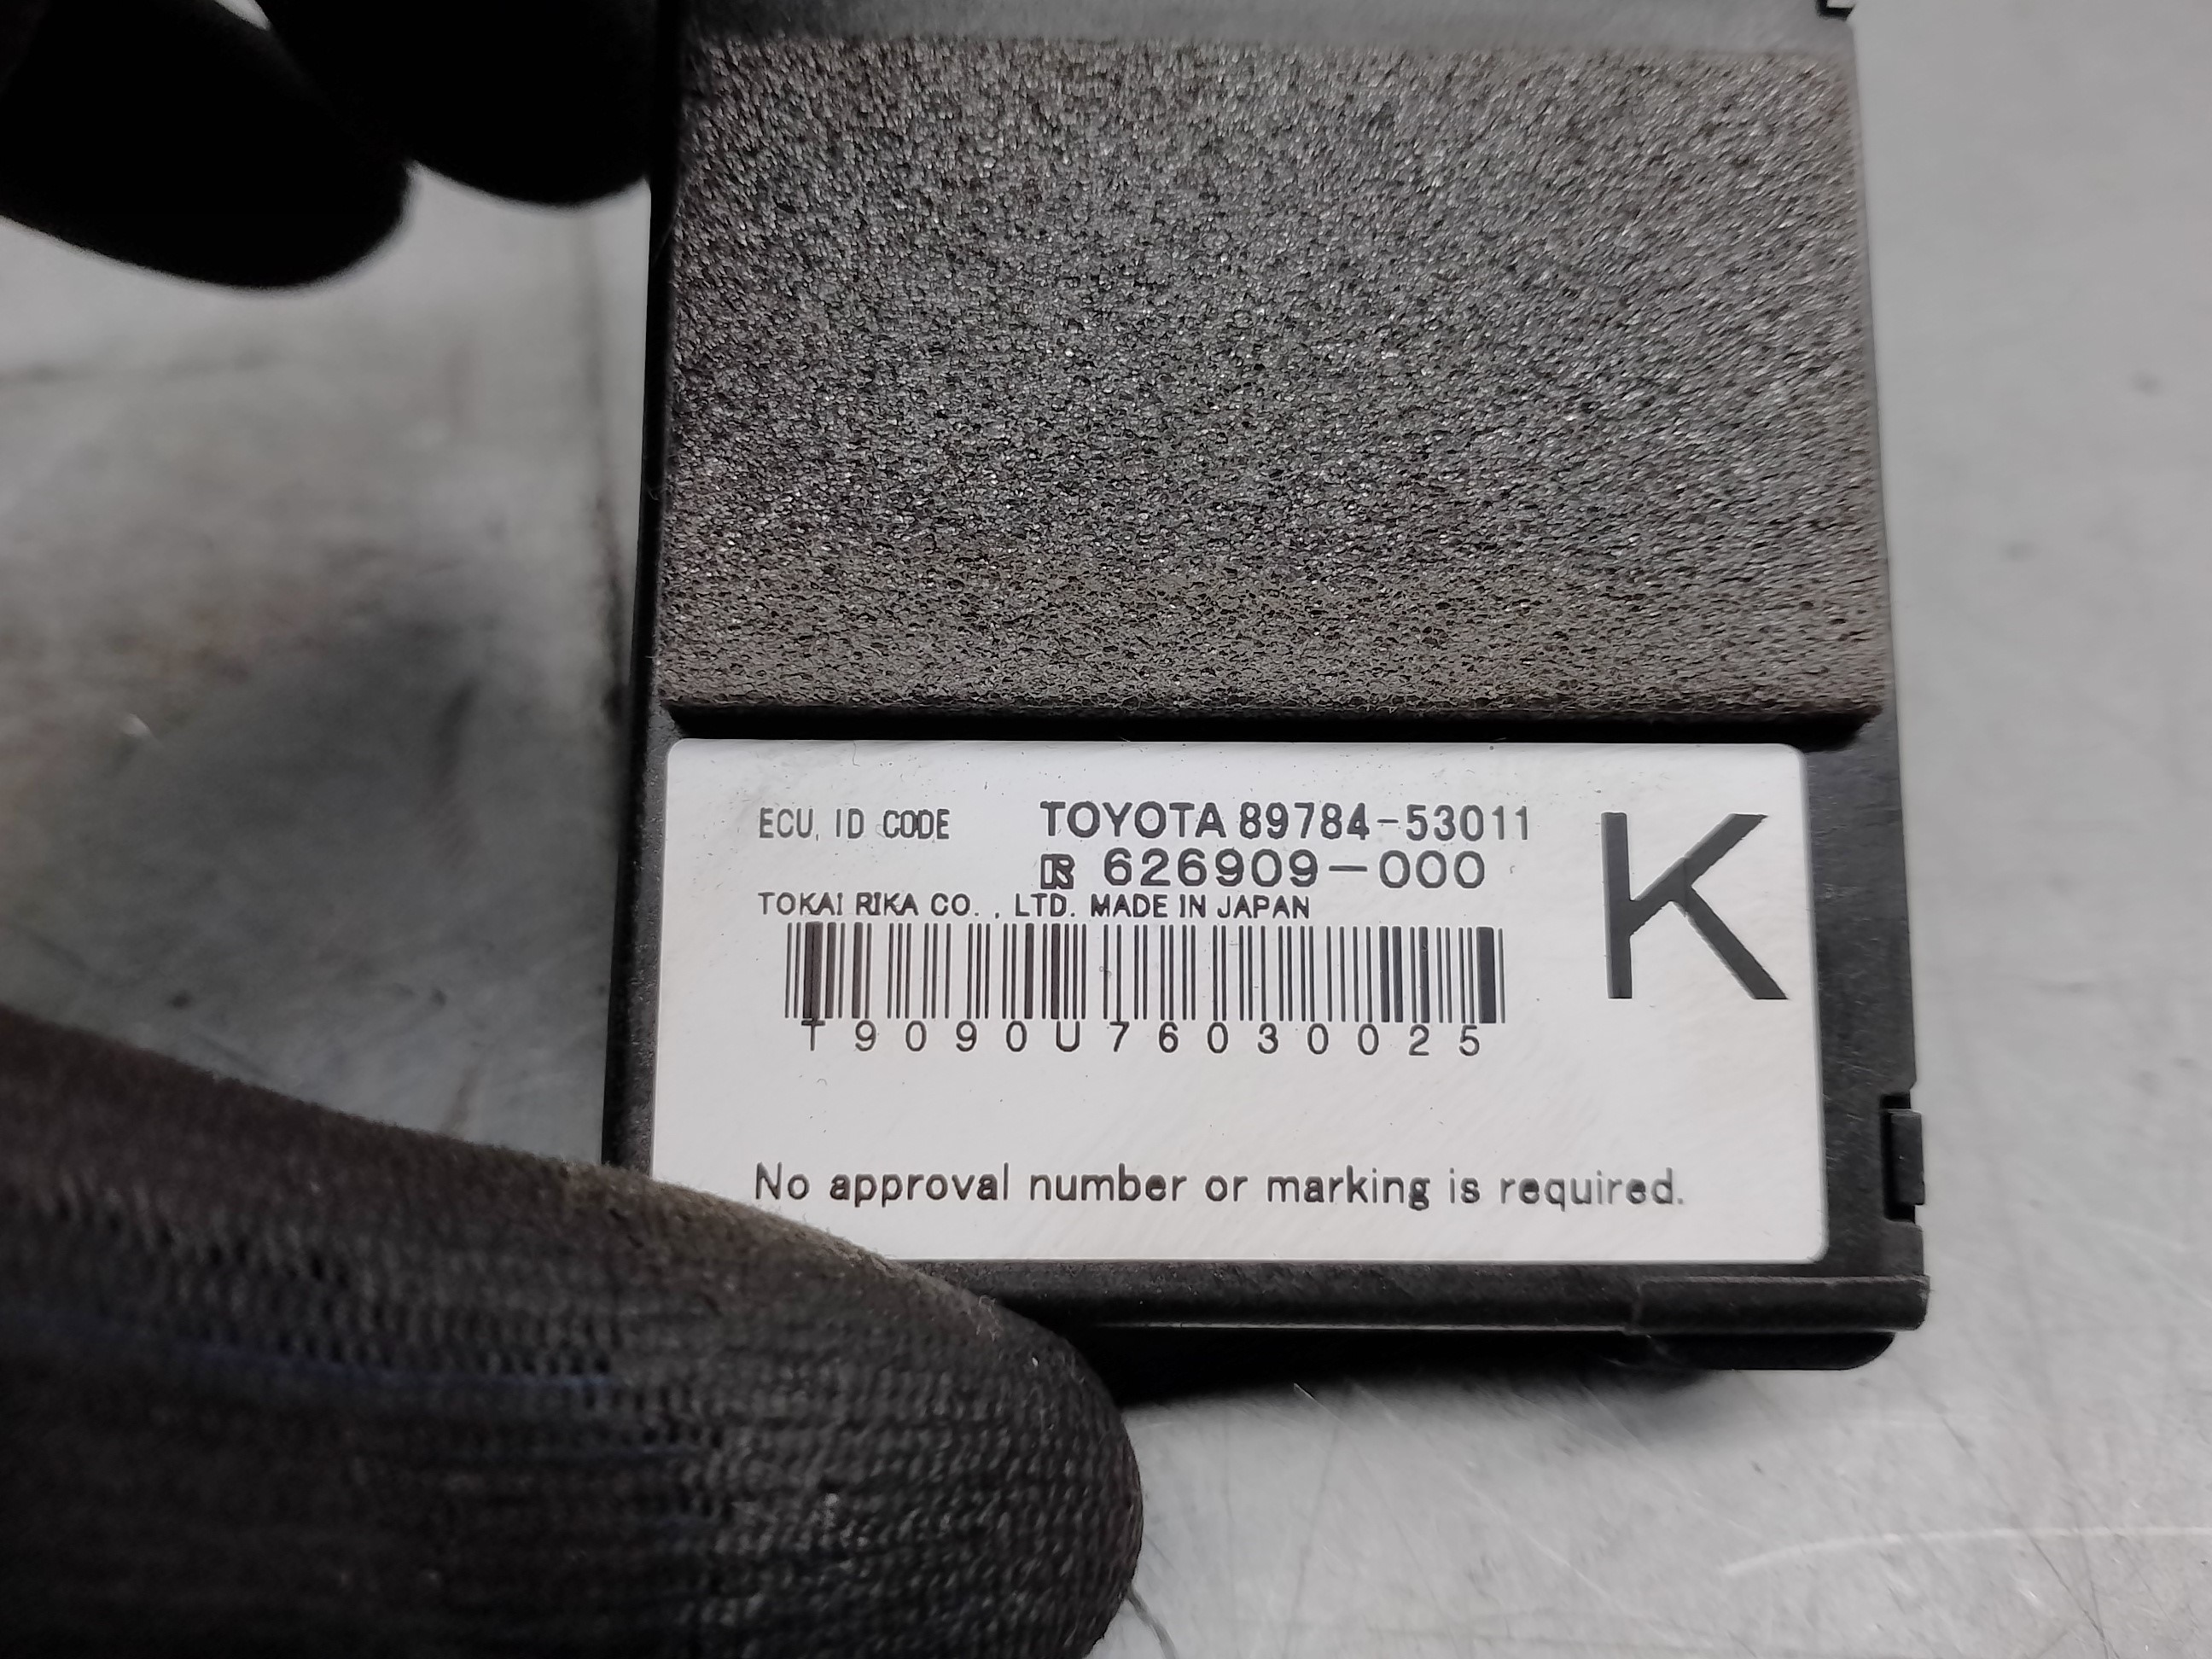 ECU, ID CODE TOYOTA 89784-53011
626909-000
K
TOKAI RIKA CO., LTD. MADE IN JAPAN
T9090U76030025
No approval number or marking is required.